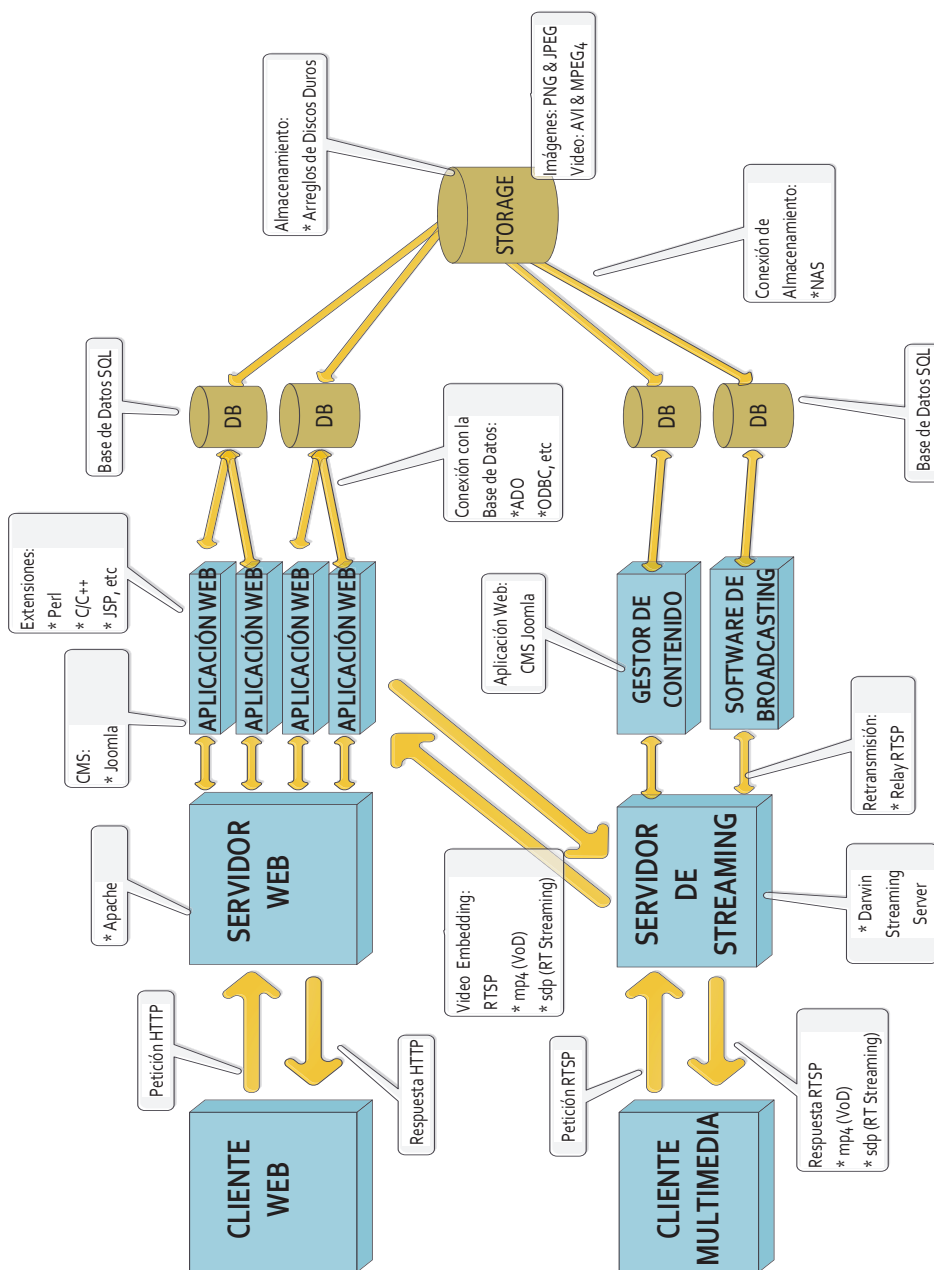 Petición HTTP
* Apache
CMS:
* Joomla
Extensiones:
* Perl
* C/C++
* JSP, etc
Base de Datos SQL
Almacenamiento:
* Arreglos de Discos Duros
CLIENTE
WEB
SERVIDOR
WEB
APLICACIÓN WEB
APLICACIÓN WEB
APLICACIÓN WEB
APLICACIÓN WEB
DB
DB
STORAGE
Respuesta HTTP
Video Embedding:
RTSP
* mp4 (VoD)
* sdp (RT Streaming)
Conexión con la
Base de Datos:
*ADO
*ODBC, etc
Imágenes: PNG & JPEG
Video: AVI & MPEG4
Petición RTSP
Aplicación Web:
CMS Joomla
Conexión de
Almacenamiento:
*NAS
CLIENTE
MULTIMEDIA
SERVIDOR
DE
STREAMING
GESTOR DE
CONTENIDO
SOFTWARE DE
BROADCASTING
DB
DB
Respuesta RTSP
* mp4 (VoD)
* sdp (RT Streaming)
* Darwin
Streaming
Server
Retransmisión:
* Relay RTSP
Base de Datos SQL